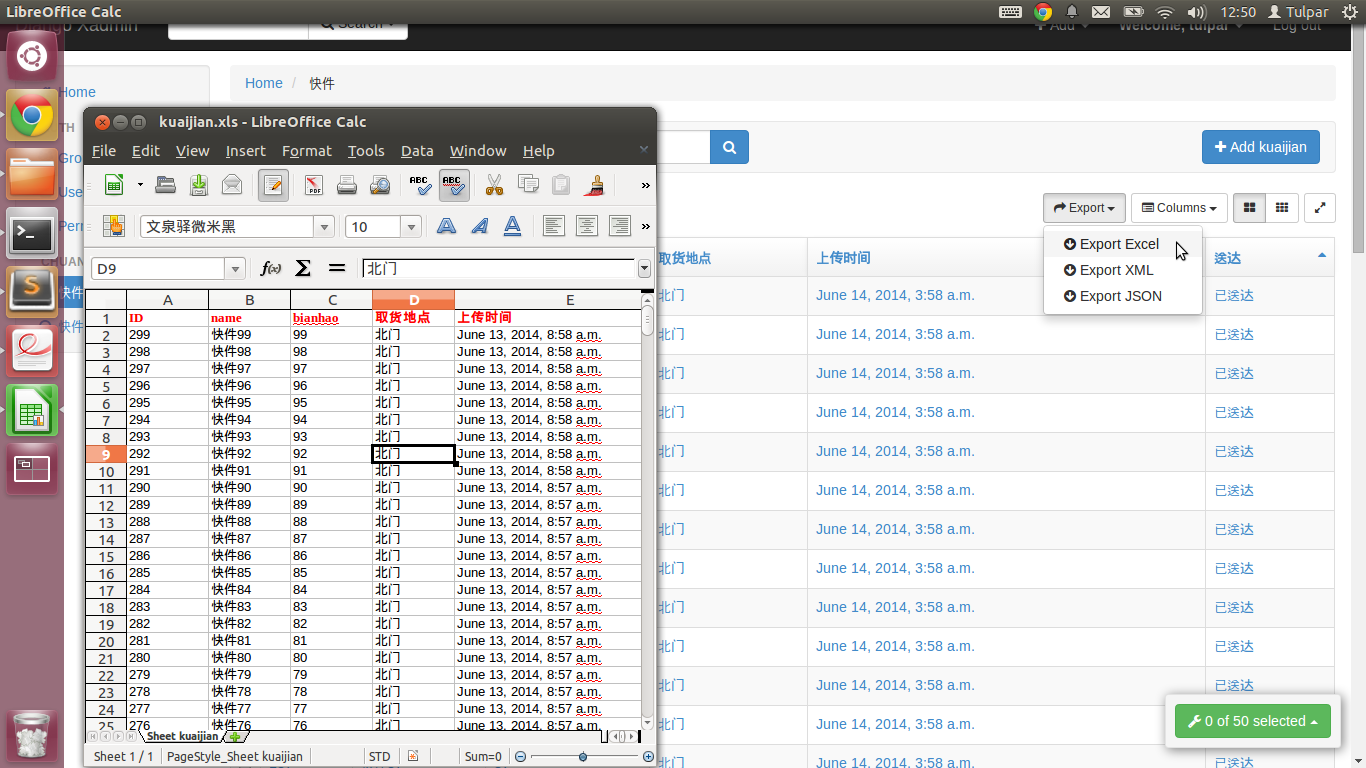 LibreOffice Calc
12:50 Tulpar
Django Xadmin
Search
Add Welcome, tulpar Log out
Home
Home / 快件
kuaijian.xls - LibreOffice Calc
File Edit View Insert Format Tools Data Window Help
Add kuaijian
文泉驿微米黑 10
Export Columns
Export Excel
Export XML
Export JSON
D9 北门
取货地点 上传时间 送达
A B C D E
1 ID name bianhao 取货地点 上传时间
2 299 快件99 99 北门 June 13, 2014, 8:58 a.m.
3 298 快件98 98 北门 June 13, 2014, 8:58 a.m.
4 297 快件97 97 北门 June 13, 2014, 8:58 a.m.
5 296 快件96 96 北门 June 13, 2014, 8:58 a.m.
6 295 快件95 95 北门 June 13, 2014, 8:58 a.m.
7 294 快件94 94 北门 June 13, 2014, 8:58 a.m.
8 293 快件93 93 北门 June 13, 2014, 8:58 a.m.
9 292 快件92 92 北门 June 13, 2014, 8:58 a.m.
10 291 快件91 91 北门 June 13, 2014, 8:58 a.m.
11 290 快件90 90 北门 June 13, 2014, 8:57 a.m.
12 289 快件89 89 北门 June 13, 2014, 8:57 a.m.
13 288 快件88 88 北门 June 13, 2014, 8:57 a.m.
14 287 快件87 87 北门 June 13, 2014, 8:57 a.m.
15 286 快件86 86 北门 June 13, 2014, 8:57 a.m.
16 285 快件85 85 北门 June 13, 2014, 8:57 a.m.
17 284 快件84 84 北门 June 13, 2014, 8:57 a.m.
18 283 快件83 83 北门 June 13, 2014, 8:57 a.m.
19 282 快件82 82 北门 June 13, 2014, 8:57 a.m.
20 281 快件81 81 北门 June 13, 2014, 8:57 a.m.
21 280 快件80 80 北门 June 13, 2014, 8:57 a.m.
22 279 快件79 79 北门 June 13, 2014, 8:57 a.m.
23 278 快件78 78 北门 June 13, 2014, 8:57 a.m.
24 277 快件77 77 北门 June 13, 2014, 8:57 a.m.
25 276 快件76 76 北门 June 13, 2014, 8:57 a.m.
Sheet kuaijian
Sheet 1 / 1 PageStyle_Sheet kuaijian STD Sum=0
北门 June 14, 2014, 3:58 a.m. 已送达
北门 June 14, 2014, 3:58 a.m. 已送达
北门 June 14, 2014, 3:58 a.m. 已送达
北门 June 14, 2014, 3:58 a.m. 已送达
北门 June 14, 2014, 3:58 a.m. 已送达
北门 June 14, 2014, 3:58 a.m. 已送达
北门 June 14, 2014, 3:58 a.m. 已送达
北门 June 14, 2014, 3:58 a.m. 已送达
北门 June 14, 2014, 3:58 a.m. 已送达
北门 June 14, 2014, 3:58 a.m. 已送达
北门 June 14, 2014, 3:58 a.m. 已送达
北门 June 14, 2014, 3:58 a.m.
北门 June 14, 2014, 3:58 a.m. 已送达
0 of 50 selected